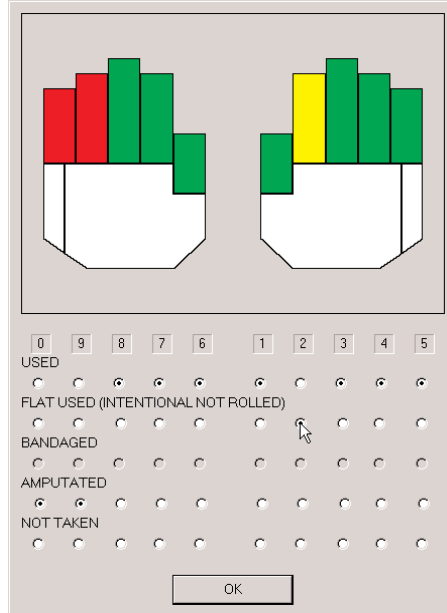 0 9 8 7 6 1 2 3 4 5
USED
FLAT USED (INTENTIONAL NOT ROLLED)
BANDAGED
AMPUTATED
NOT TAKEN
OK